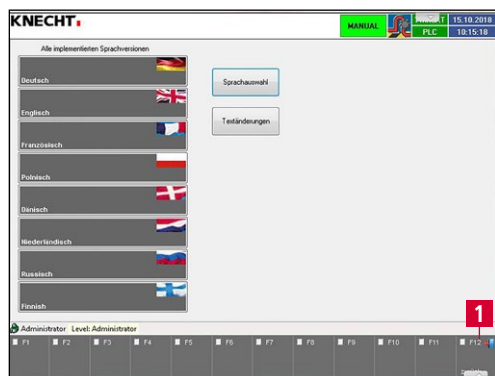 KNECHT
MANUAL
PLC
15.10.2018
10:15:18
Alle implementierten Sprachversionen
Deutsch
Englisch
Französisch
Polnisch
Dänisch
Niederländisch
Russisch
Finnish
Sprachauswahl
Textänderungen
1
Administrator Level: Administrator
F1 F2 F3 F4 F5 F6 F7 F8 F9 F10 F11 F12